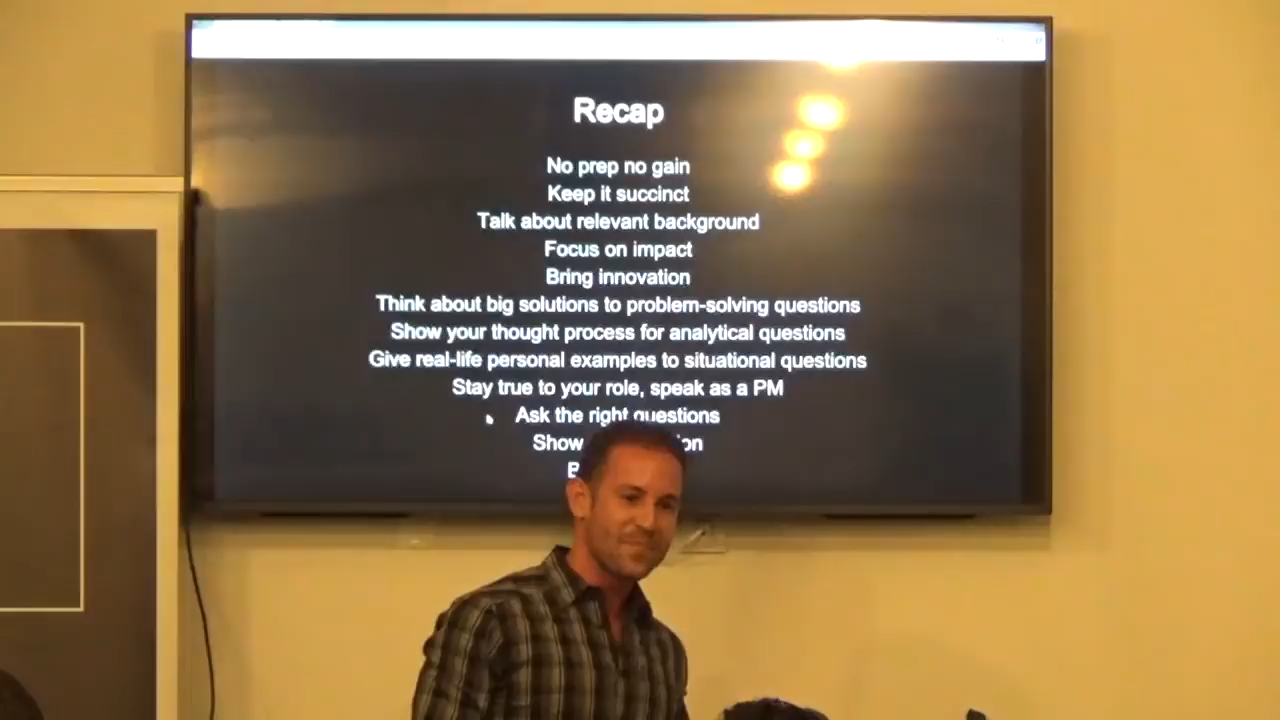 Recap
No prep no gain
Keep it succinct
Talk about relevant background
Focus on impact
Bring innovation
Think about big solutions to problem-solving questions
Show your thought process for analytical questions
Give real-life personal examples to situational questions
Stay true to your role, speak as a PM
Ask the right questions
Show